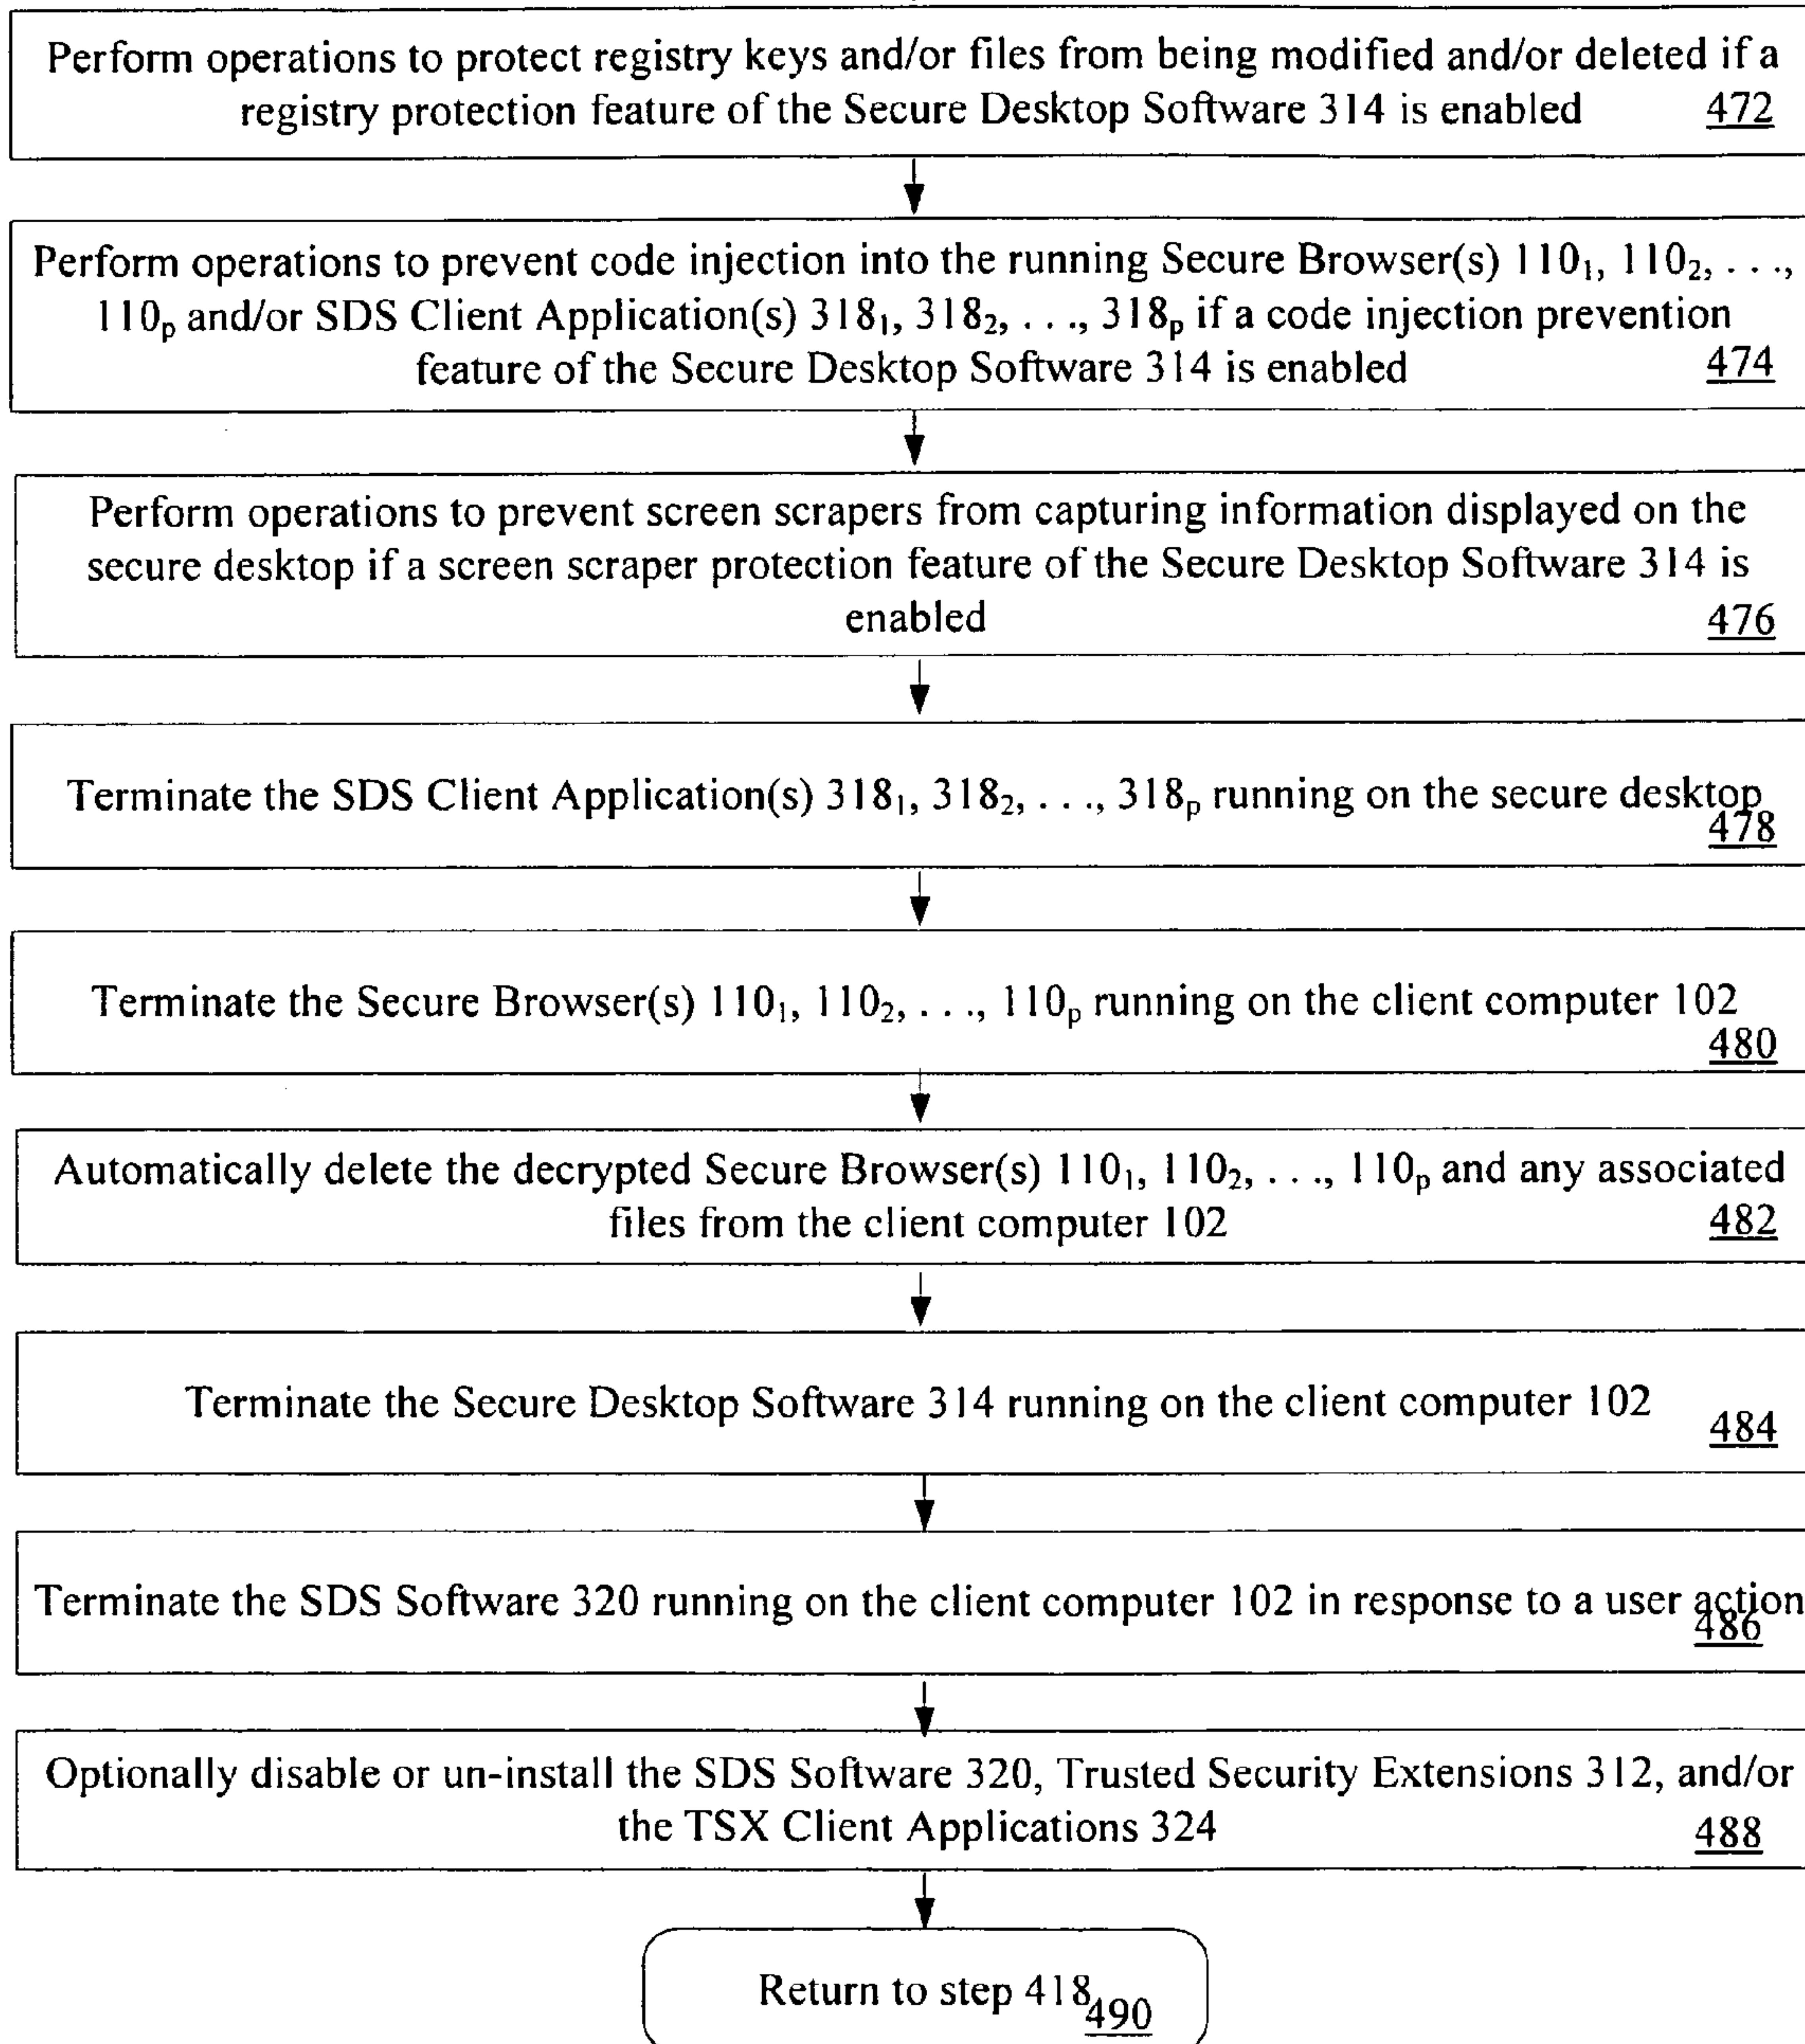 Perform operations to protect registry keys and/or files from being modified and/or deleted if a
registry protection feature of the Secure Desktop Software 314 is enabled 472
Perform operations to prevent code injection into the running Secure Browser(s) 110₁, 110₂, . . .,
110ₚ and/or SDS Client Application(s) 318₁, 318₂, . . ., 318ₚ if a code injection prevention
feature of the Secure Desktop Software 314 is enabled 474
Perform operations to prevent screen scrapers from capturing information displayed on the
secure desktop if a screen scraper protection feature of the Secure Desktop Software 314 is
enabled 476
Terminate the SDS Client Application(s) 318₁, 318₂, . . ., 318ₚ running on the secure desktop
478
Terminate the Secure Browser(s) 110₁, 110₂, . . ., 110ₚ running on the client computer 102
480
Automatically delete the decrypted Secure Browser(s) 110₁, 110₂, . . ., 110ₚ and any associated
files from the client computer 102 482
Terminate the Secure Desktop Software 314 running on the client computer 102
484
Terminate the SDS Software 320 running on the client computer 102 in response to a user action
486
Optionally disable or un-install the SDS Software 320, Trusted Security Extensions 312, and/or
the TSX Client Applications 324 488
Return to step 418
490